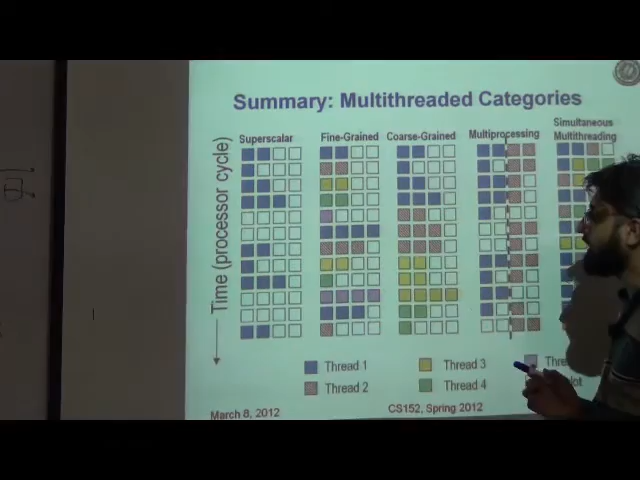 Summary: Multithreaded Categories
Simultaneous
Superscalar Fine-Grained Coarse-Grained Multiprocessing Multithreading
Time (processor cycle)
Thread 1 Thread 3
Thread 2 Thread 4
March 8, 2012 CS152, Spring 2012